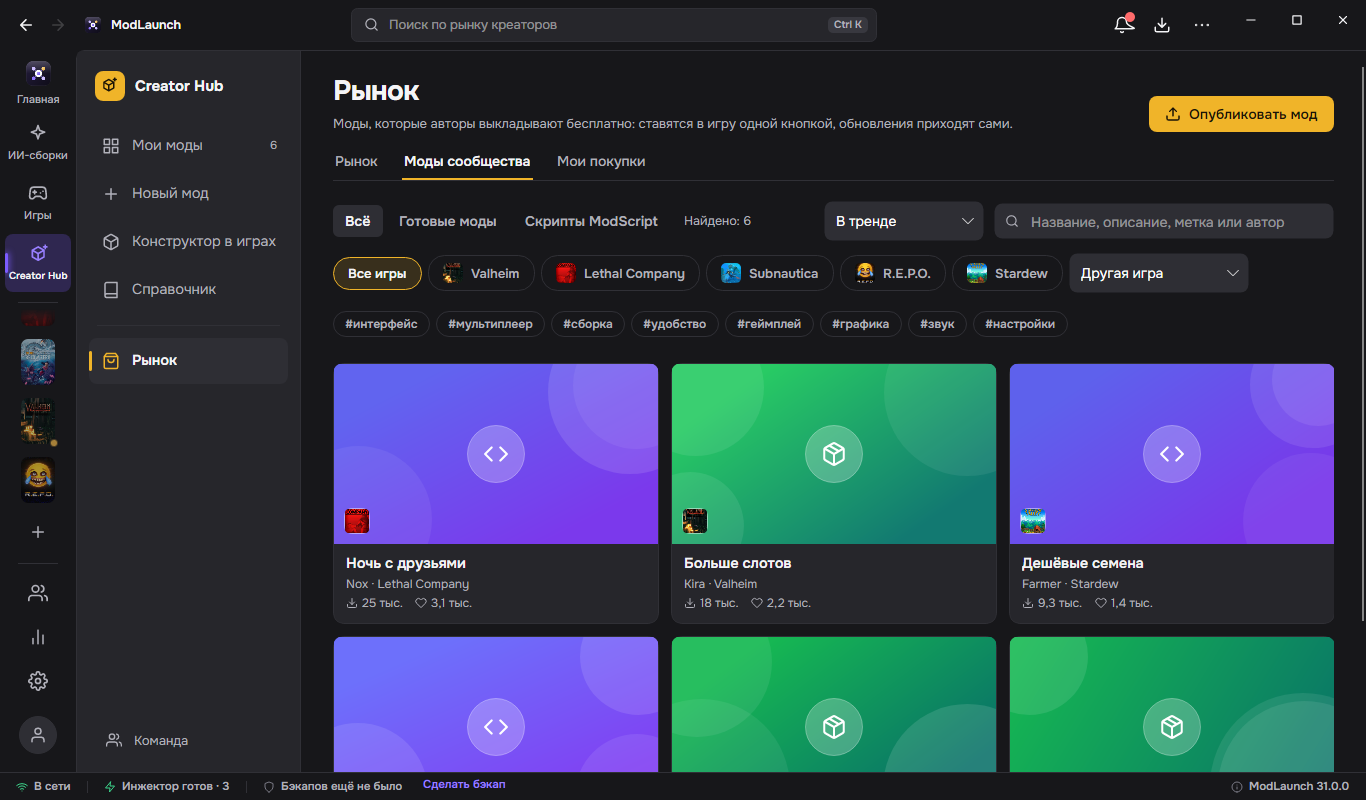 ModLaunch
Поиск по рынку креаторов
Ctrl K
Главная
ИИ-сборки
Игры
Creator Hub
Creator Hub
Мои моды 6
Новый мод
Конструктор в играх
Справочник
Рынок
Команда
Рынок
Моды, которые авторы выкладывают бесплатно: ставятся в игру одной кнопкой, обновления приходят сами.
Опубликовать мод
Рынок Моды сообщества Мои покупки
Всё Готовые моды Скрипты ModScript Найдено: 6 В тренде Название, описание, метка или автор
Все игры Valheim Lethal Company Subnautica R.E.P.O. Stardew Другая игра
#интерфейс #мультиплеер #сборка #удобство #геймплей #графика #звук #настройки
Ночь с друзьями
Nox · Lethal Company
25 тыс. 3,1 тыс.
Больше слотов
Kira · Valheim
18 тыс. 2,2 тыс.
Дешёвые семена
Farmer · Stardew
9,3 тыс. 1,4 тыс.
В сети Инжектор готов · 3 Бэкапов ещё не было Сделать бэкап ModLaunch 31.0.0